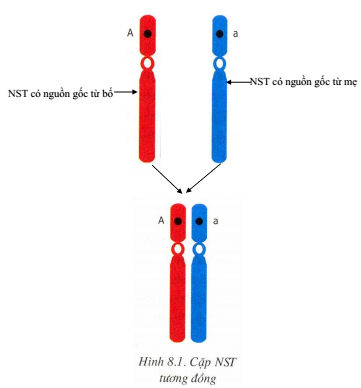 A
a
NST có nguồn gốc từ bố
NST có nguồn gốc từ mẹ
A
a
Hình 8.1. Cặp NST
tương đồng